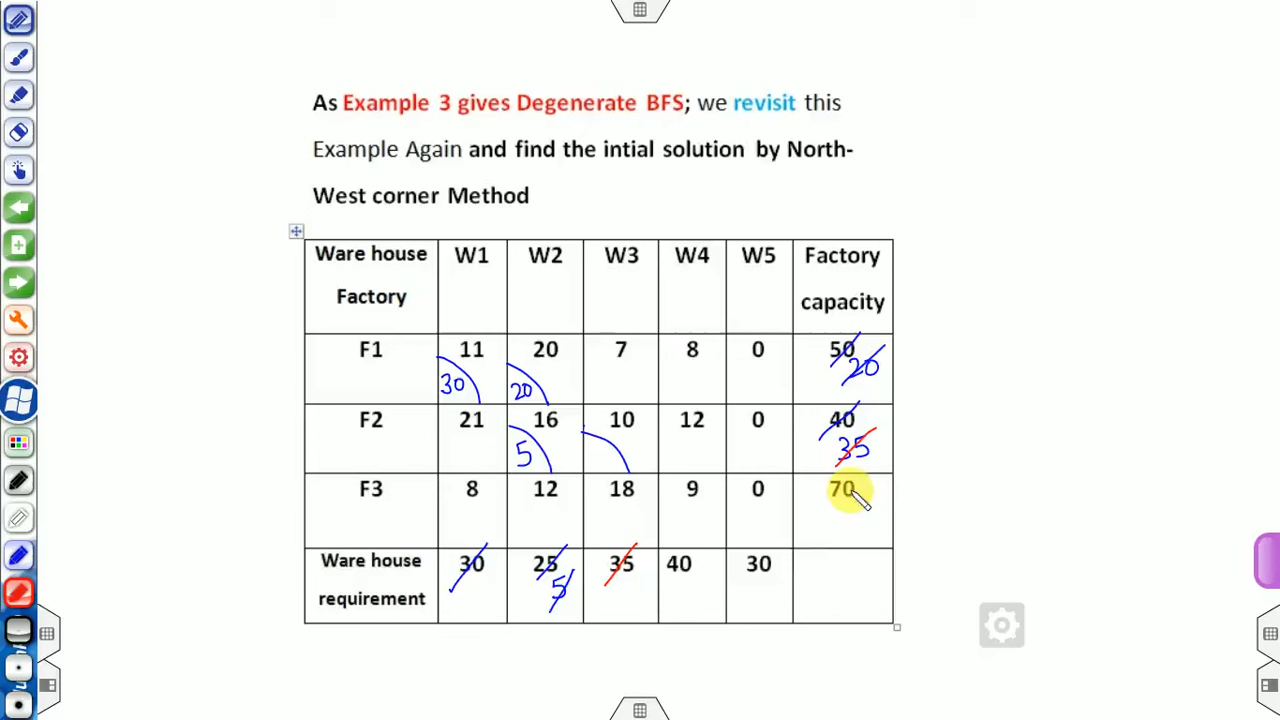 As Example 3 gives Degenerate BFS; we revisit this
Example Again and find the intial solution by North-
West corner Method
Ware house Factory W1 W2 W3 W4 W5 Factory capacity
F1 11 20 7 8 0 50 20
30 20
F2 21 16 10 12 0 40 35
5
F3 8 12 18 9 0 70
Ware house requirement 30 25 5 35 40 30